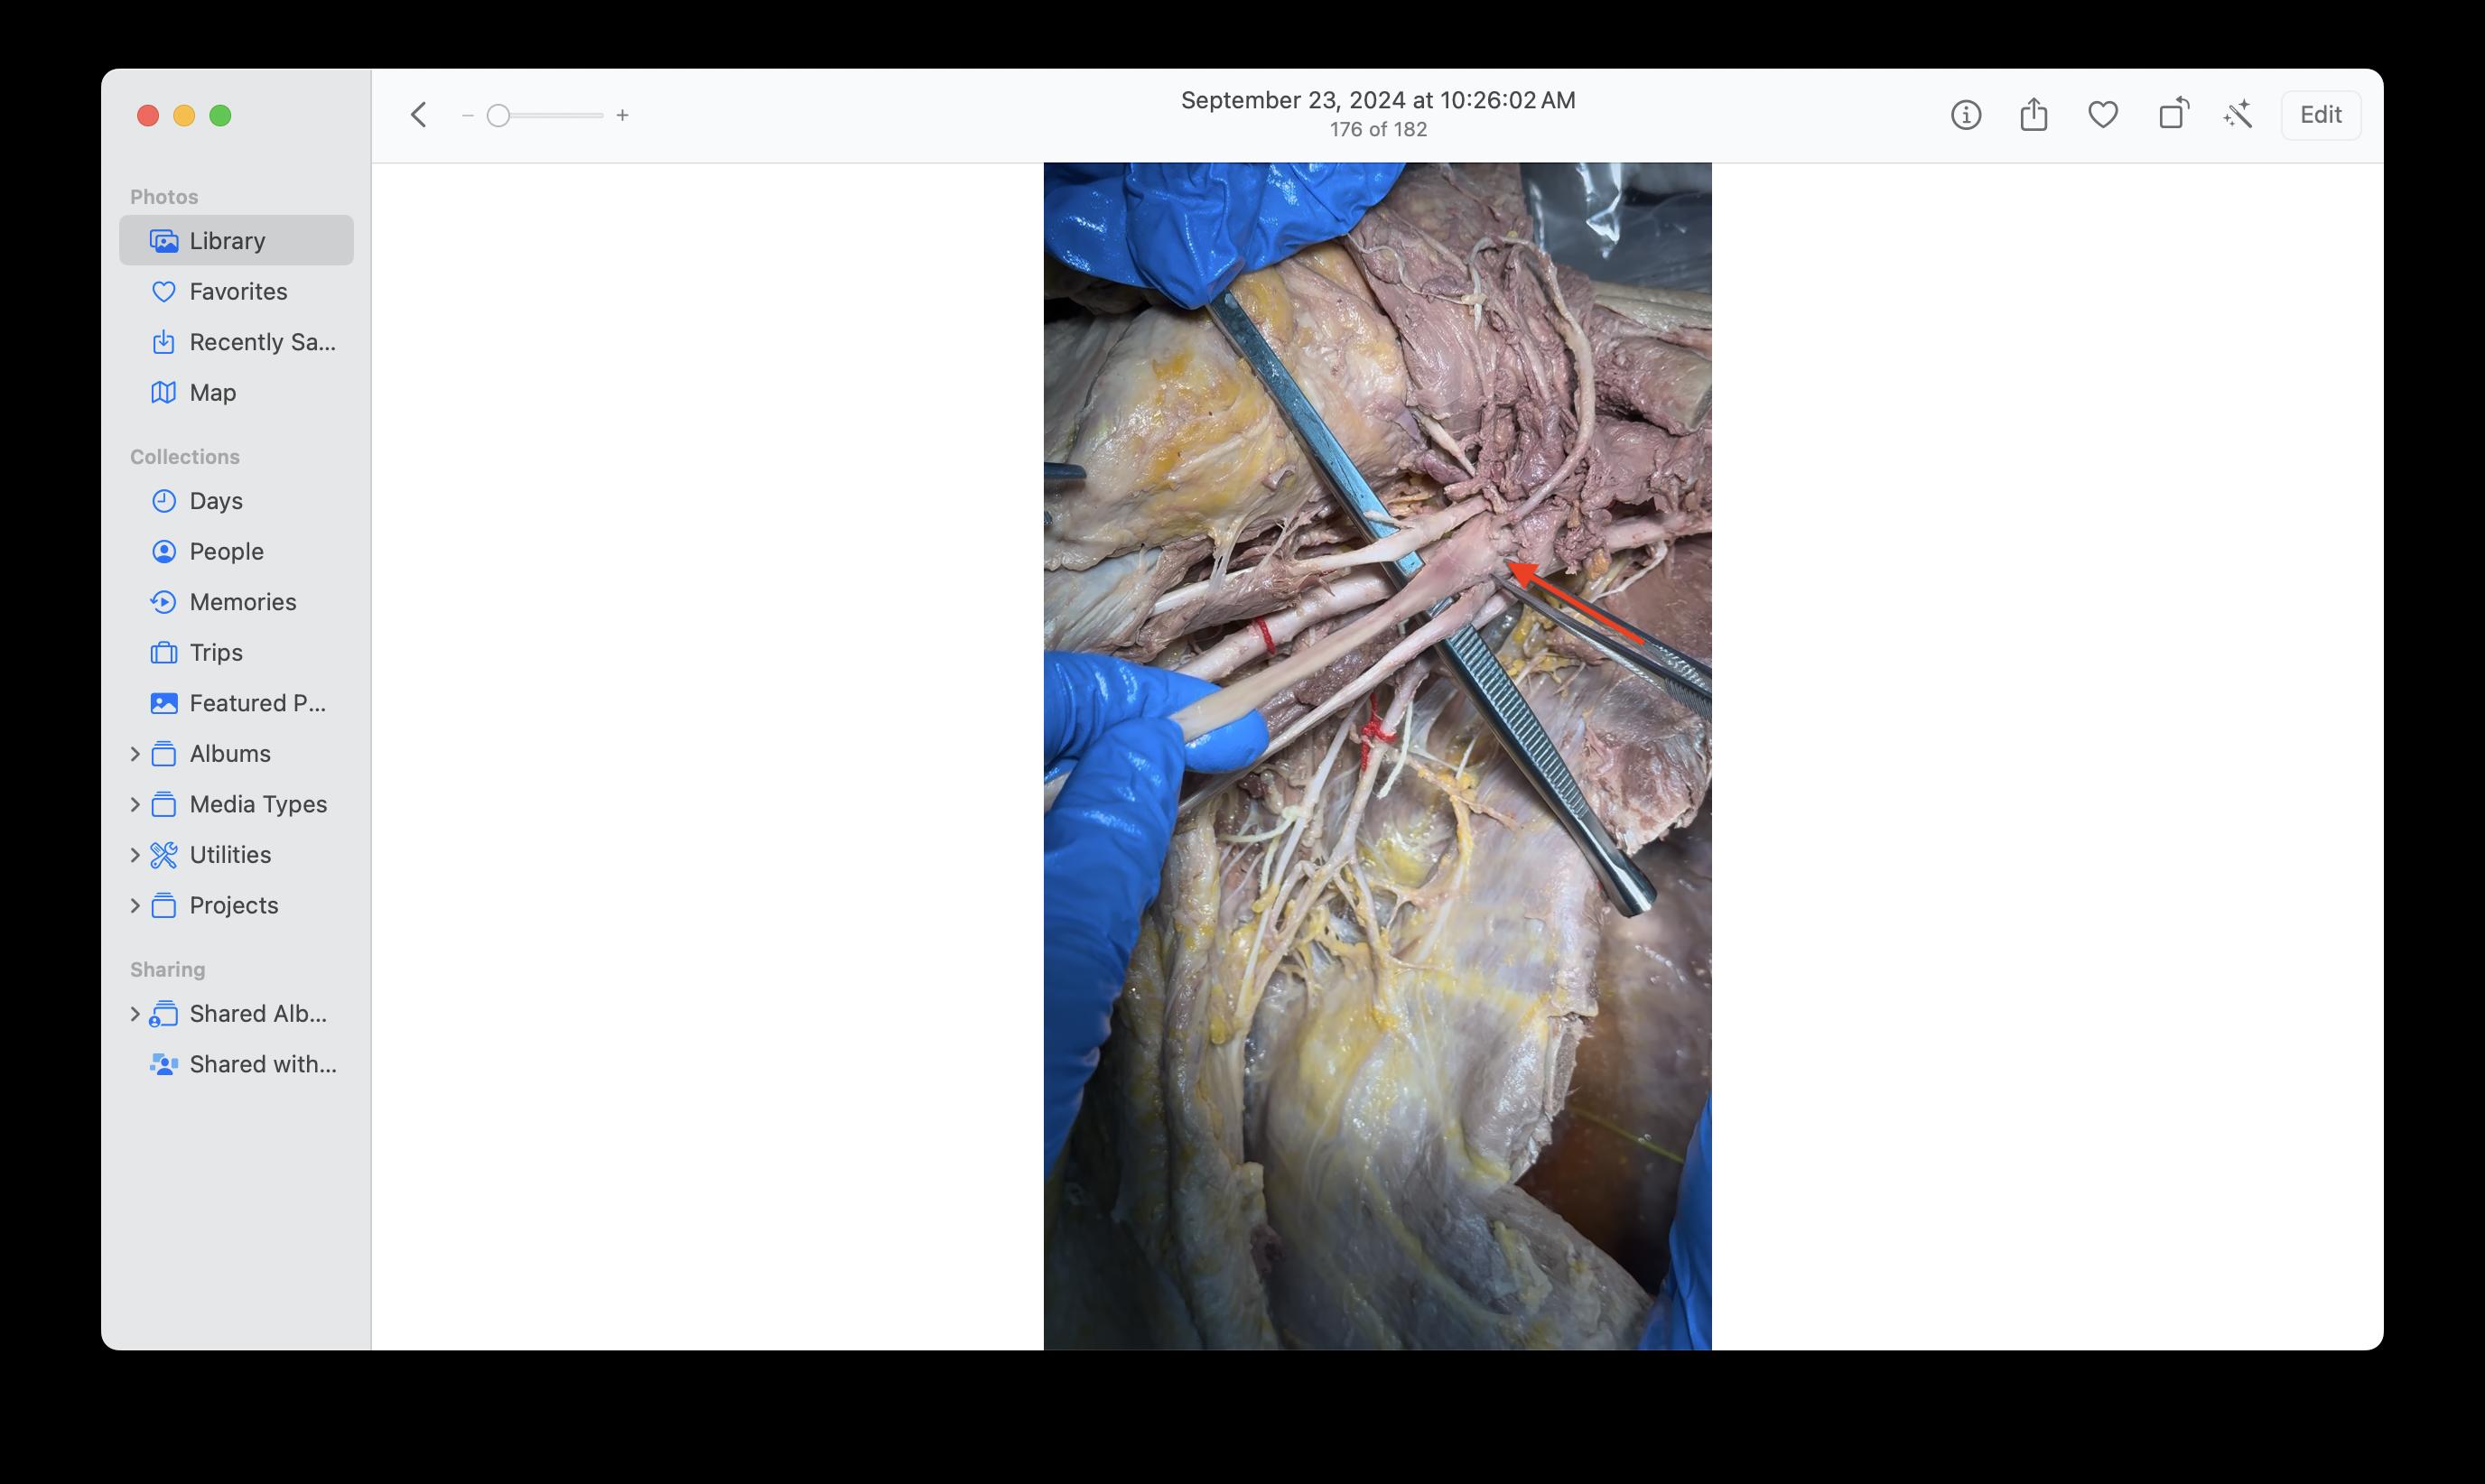 September 23, 2024 at 10:26:02 AM
176 of 182
Edit
Photos
Library
Favorites
Recently Sa...
Map
Collections
Days
People
Memories
Trips
Featured P...
Albums
Media Types
Utilities
Projects
Sharing
Shared Alb...
Shared with...